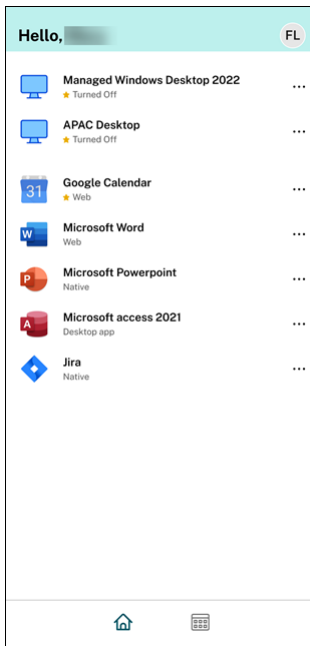 Hello,
FL
Managed Windows Desktop 2022
Turned Off
APAC Desktop
Turned Off
31
Google Calendar
Web
W
Microsoft Word
Web
P
Microsoft Powerpoint
Native
A
Microsoft access 2021
Desktop app
Jira
Native